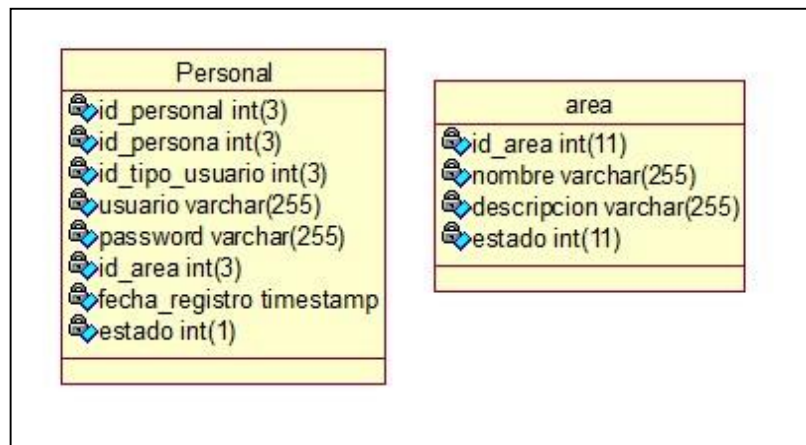 Personal
id_personal int(3)
id_persona int(3)
id_tipo_usuario int(3)
usuario varchar(255)
password varchar(255)
id_area int(3)
fecha_registro timestamp
estado int(1)
area
id_area int(11)
nombre varchar(255)
descripcion varchar(255)
estado int(11)